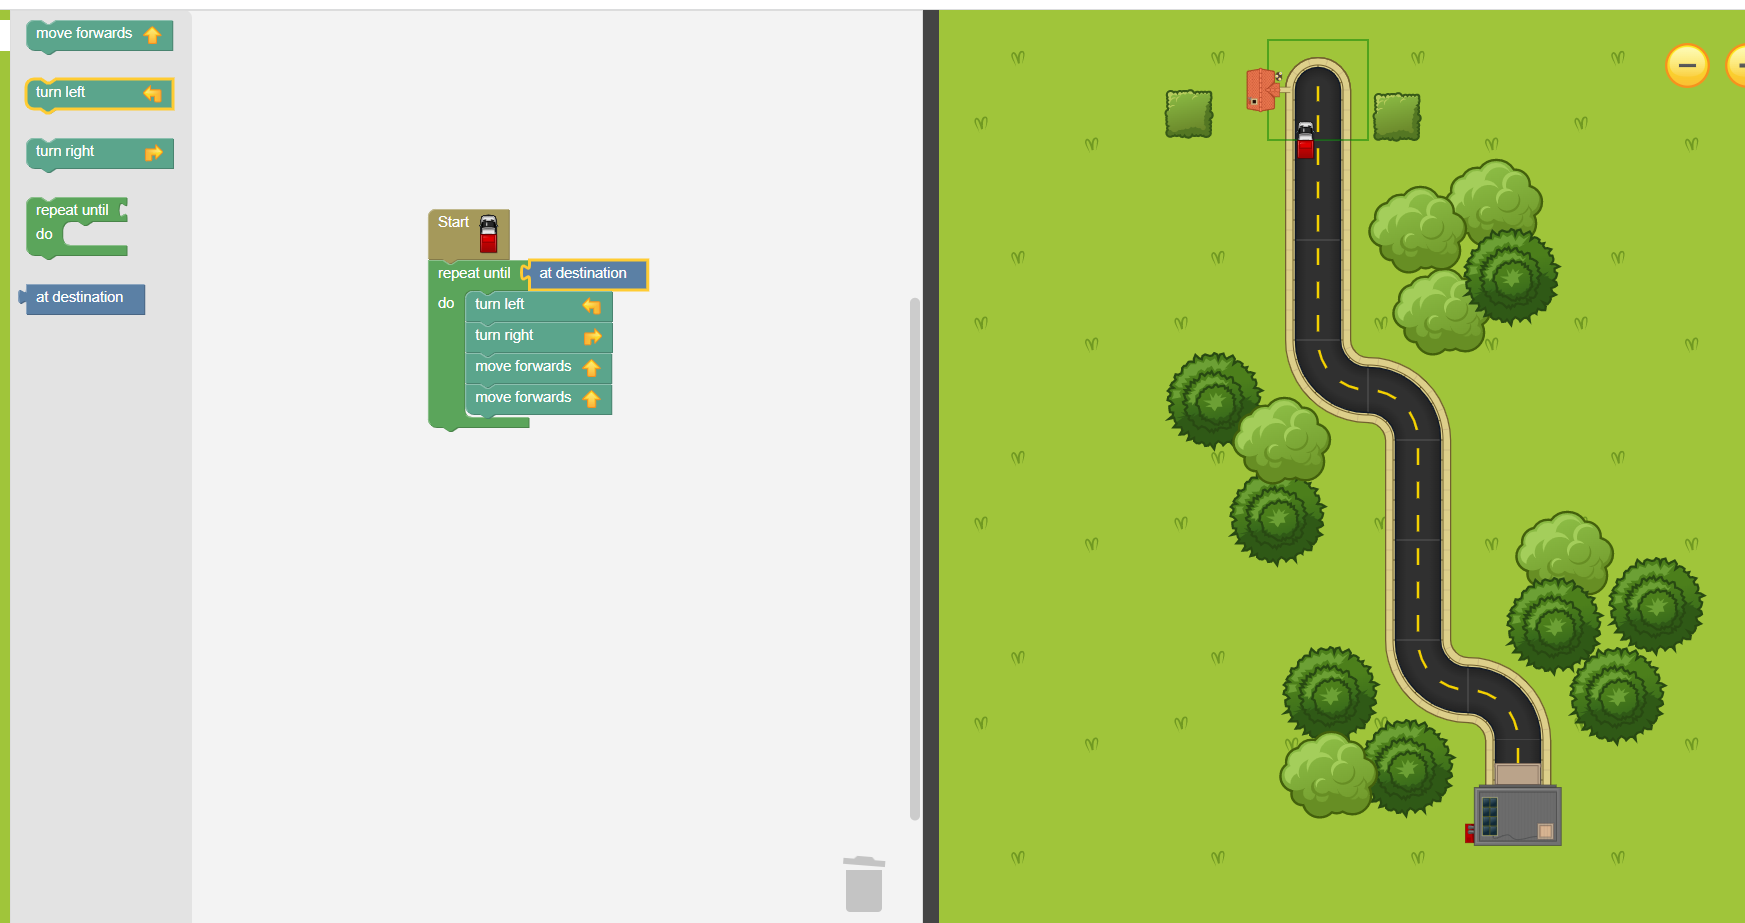 move forwards
turn left
turn right
repeat until
do
at destination
Start
repeat until at destination
do turn left
turn right
move forwards
move forwards